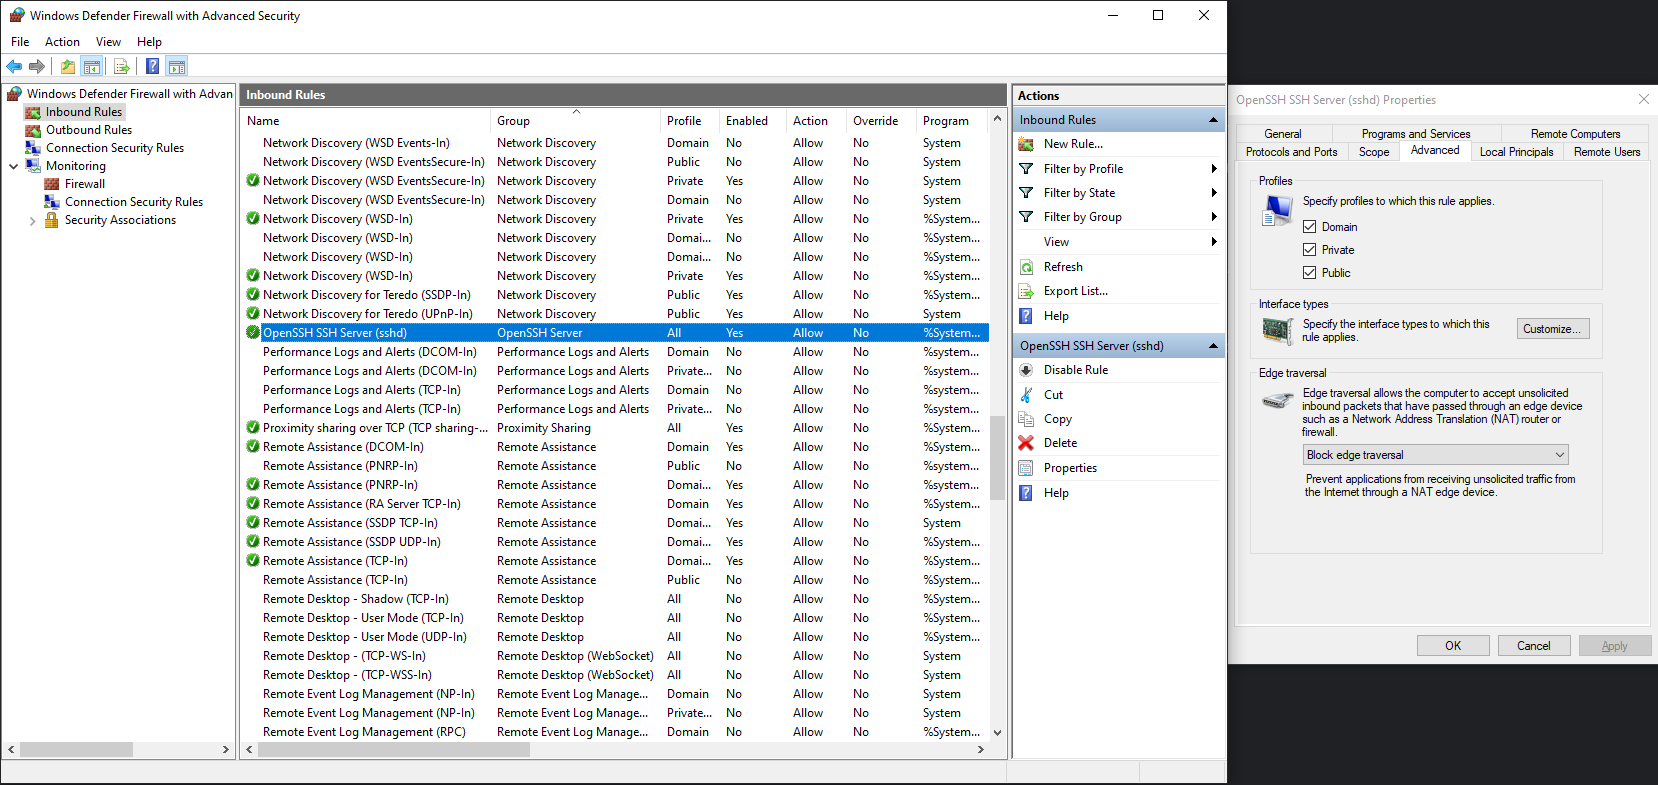 Windows Defender Firewall with Advanced Security
File Action View Help
Windows Defender Firewall with Advan
Inbound Rules
Outbound Rules
Connection Security Rules
Monitoring
Firewall
Connection Security Rules
Security Associations
Inbound Rules
Name Group Profile Enabled Action Override Program
Network Discovery (WSD Events-In) Network Discovery Domain No Allow No System
Network Discovery (WSD EventsSecure-In) Network Discovery Public No Allow No System
Network Discovery (WSD EventsSecure-In) Network Discovery Private Yes Allow No System
Network Discovery (WSD EventsSecure-In) Network Discovery Domain No Allow No System
Network Discovery (WSD-In) Network Discovery Private Yes Allow No %System...
Network Discovery (WSD-In) Network Discovery Domai... No Allow No %System...
Network Discovery (WSD-In) Network Discovery Domai... No Allow No %System...
Network Discovery (WSD-In) Network Discovery Private Yes Allow No %System...
Network Discovery for Teredo (SSDP-In) Network Discovery Public Yes Allow No %System...
Network Discovery for Teredo (UPnP-In) Network Discovery Public Yes Allow No System
OpenSSH SSH Server (sshd) OpenSSH Server All Yes Allow No %System...
Performance Logs and Alerts (DCOM-In) Performance Logs and Alerts Domain No Allow No %system...
Performance Logs and Alerts (DCOM-In) Performance Logs and Alerts Private... No Allow No %system...
Performance Logs and Alerts (TCP-In) Performance Logs and Alerts Domain No Allow No %system...
Performance Logs and Alerts (TCP-In) Performance Logs and Alerts Private... No Allow No %system...
Proximity sharing over TCP (TCP sharing-... Proximity Sharing All Yes Allow No %System...
Remote Assistance (DCOM-In) Remote Assistance Domain Yes Allow No %System...
Remote Assistance (PNRP-In) Remote Assistance Public No Allow No %system...
Remote Assistance (PNRP-In) Remote Assistance Domai... Yes Allow No %system...
Remote Assistance (RA Server TCP-In) Remote Assistance Domai... Yes Allow No %System...
Remote Assistance (SSDP TCP-In) Remote Assistance Domai... Yes Allow No System
Remote Assistance (SSDP UDP-In) Remote Assistance Domai... Yes Allow No %System...
Remote Assistance (TCP-In) Remote Assistance Domai... Yes Allow No %System...
Remote Assistance (TCP-In) Remote Assistance Public No Allow No %System...
Remote Desktop - Shadow (TCP-In) Remote Desktop All No Allow No %System...
Remote Desktop - User Mode (TCP-In) Remote Desktop All No Allow No %System...
Remote Desktop - User Mode (UDP-In) Remote Desktop All No Allow No %System...
Remote Desktop - (TCP-WS-In) Remote Desktop (WebSocket) All No Allow No System
Remote Desktop - (TCP-WSS-In) Remote Desktop (WebSocket) All No Allow No System
Remote Event Log Management (NP-In) Remote Event Log Manage... Domain No Allow No System
Remote Event Log Management (NP-In) Remote Event Log Manage... Private... No Allow No System
Remote Event Log Management (RPC) Remote Event Log Manage... Domain No Allow No %System...
Actions
Inbound Rules
New Rule...
Filter by Profile
Filter by State
Filter by Group
View
Refresh
Export List...
Help
OpenSSH SSH Server (sshd)
Disable Rule
Cut
Copy
Delete
Properties
Help
OpenSSH SSH Server (sshd) Properties
General Programs and Services Remote Computers
Protocols and Ports Scope Advanced Local Principals Remote Users
Profiles
Specify profiles to which this rule applies.
Domain
Private
Public
Interface types
Specify the interface types to which this
rule applies.
Customize...
Edge traversal
Edge traversal allows the computer to accept unsolicited
inbound packets that have passed through an edge device
such as a Network Address Translation (NAT) router or
firewall.
Block edge traversal
Prevent applications from receiving unsolicited traffic from
the Internet through a NAT edge device.
OK Cancel Apply